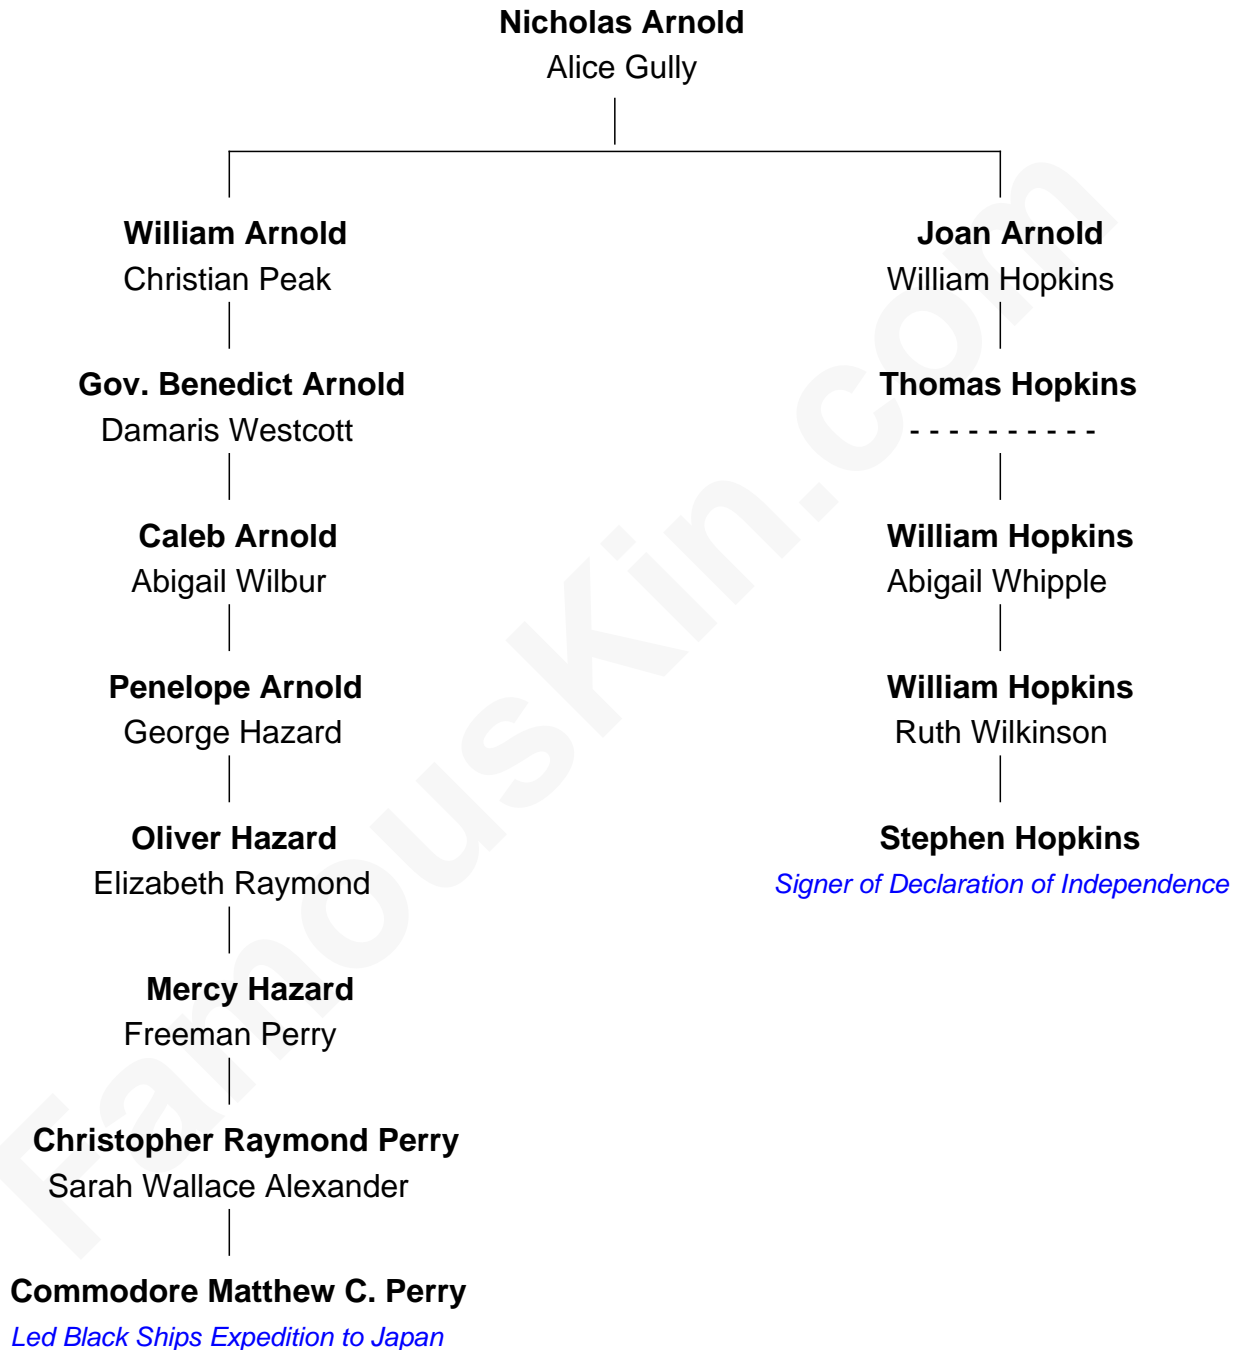 Nicholas Arnold
Alice Gully
William Arnold
Christian Peak
Joan Arnold
William Hopkins
Gov. Benedict Arnold
Damaris Westcott
Thomas Hopkins
- - - - - - - - - -
Caleb Arnold
Abigail Wilbur
William Hopkins
Abigail Whipple
Penelope Arnold
George Hazard
William Hopkins
Ruth Wilkinson
Oliver Hazard
Elizabeth Raymond
Stephen Hopkins
Signer of Declaration of Independence
Mercy Hazard
Freeman Perry
Christopher Raymond Perry
Sarah Wallace Alexander
Commodore Matthew C. Perry
Led Black Ships Expedition to Japan
FamousKin.com